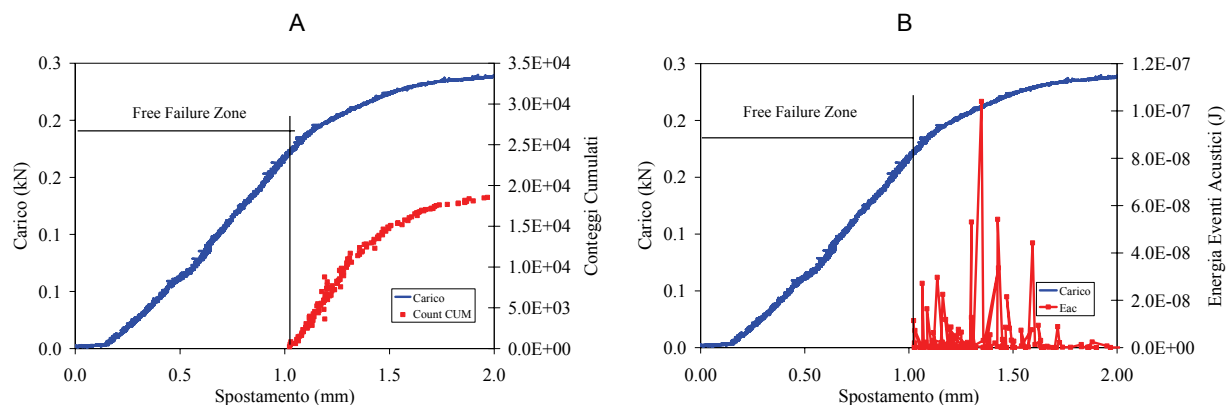 A
0.3
0.2
0.1
0.1
0.0
Carico (kN)
Free Failure Zone
3.5E+04
3.0E+04
2.5E+04
2.0E+04
1.5E+04
1.0E+04
5.0E+03
0.0E+00
Conteggi Cumulati
Carico
Count CUM
0.0
0.5
1.0
1.5
2.0
Spostamento (mm)
B
0.3
0.2
0.2
0.1
0.1
0.0
Carico (kN)
Free Failure Zone
1.2E-07
1.0E-07
8.0E-08
6.0E-08
4.0E-08
2.0E-08
0.0E+00
Energia Eventi Acustici (J)
Carico
Eac
0.00
0.50
1.00
1.50
2.00
Spostamento (mm)